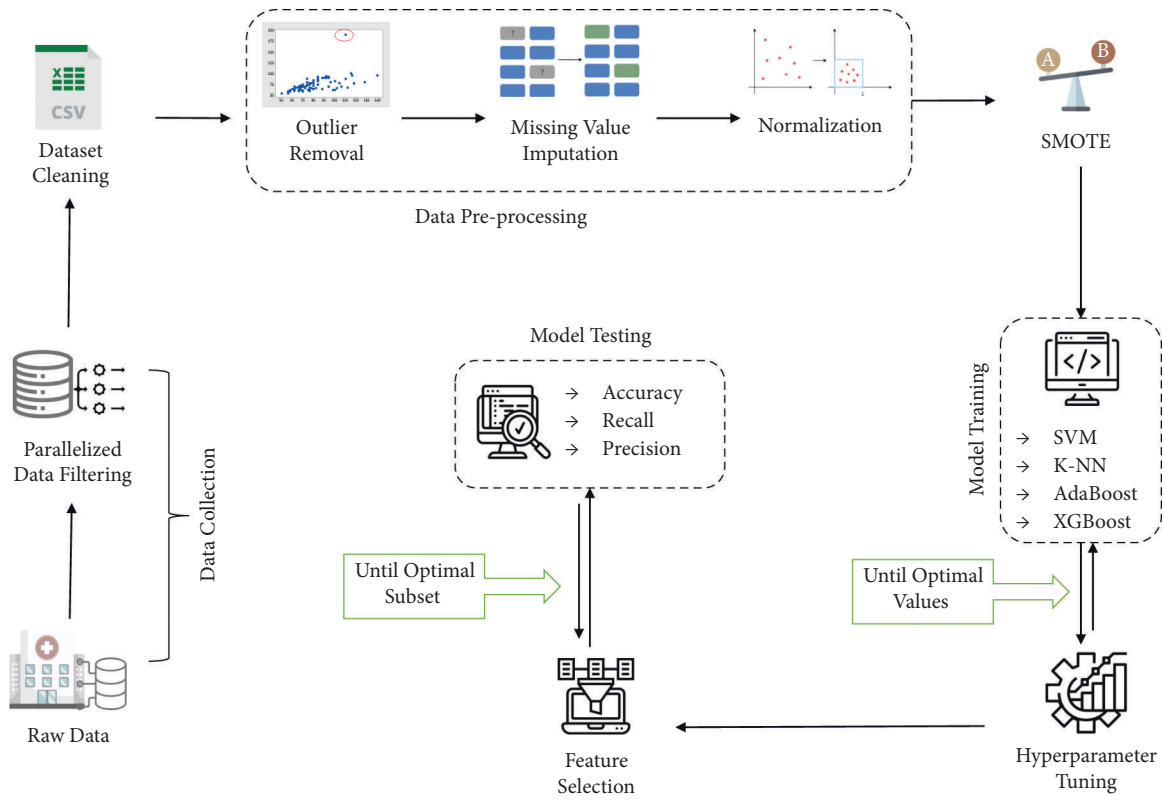 X
CSV
Dataset
Cleaning
?
?
Outlier
Removal
Missing Value
Imputation
Normalization
Data Pre-processing
A
B
SMOTE
Parallelized
Data Filtering
Data Collection
Raw Data
Model Testing
→ Accuracy
→ Recall
→ Precision
Until Optimal
Subset
Feature
Selection
Model Training
</>
→ SVM
→ K-NN
→ AdaBoost
→ XGBoost
Until Optimal
Values
Hyperparameter
Tuning